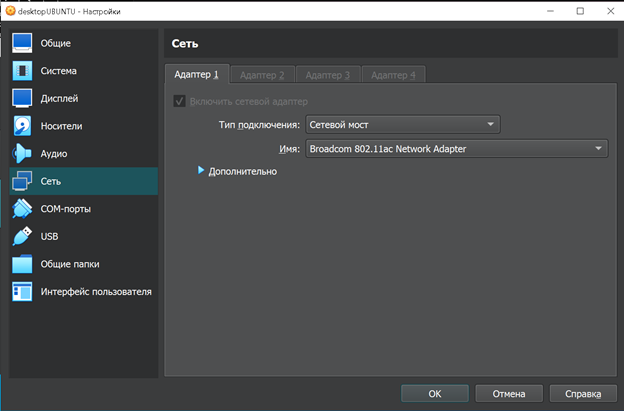 desktopUBUNTU - Настройки
Общие
Система
Дисплей
Носители
Аудио
Сеть
COM-порты
USB
Общие папки
Интерфейс пользователя
Сеть
Адаптер 1 Адаптер 2 Адаптер 3 Адаптер 4
Включить сетевой адаптер
Тип подключения: Сетевой мост
Имя: Broadcom 802.11ac Network Adapter
Дополнительно
OK Отмена Справка